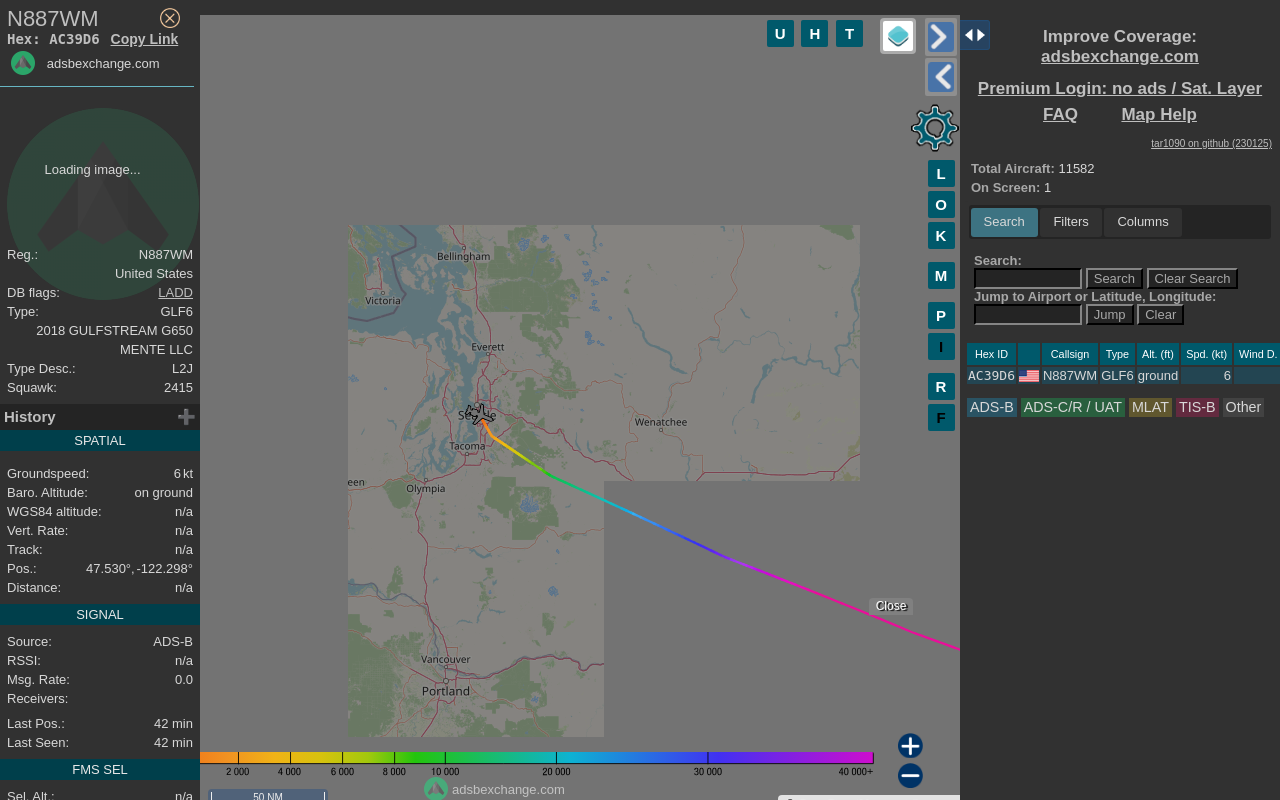 N887WM
Hex: AC39D6 Copy Link
adsbexchange.com
Loading image...
Reg.: N887WM
United States
DB flags: LADD
Type: GLF6
2018 GULFSTREAM G650
MENTE LLC
Type Desc.: L2J
Squawk: 2415
History
SPATIAL
Groundspeed: 6 kt
Baro. Altitude: on ground
WGS84 altitude: n/a
Vert. Rate: n/a
Track: n/a
Pos.: 47.530°, -122.298°
Distance: n/a
SIGNAL
Source: ADS-B
RSSI: n/a
Msg. Rate: 0.0
Receivers:
Last Pos.: 42 min
Last Seen: 42 min
FMS SEL
Sel. Alt.: n/a
U H T
L
O
K
M
P
I
R
F
Bellingham
Victoria
Everett
Wenatchee
Tacoma
een
Olympia
Vancouver
Portland
Close
2 000 4 000 6 000 8 000 10 000 20 000 30 000 40 000+
50 NM
adsbexchange.com
Improve Coverage:
adsbexchange.com
Premium Login: no ads / Sat. Layer
FAQ Map Help
tar1090 on github (230125)
Total Aircraft: 11582
On Screen: 1
Search Filters Columns
Search:
Search Clear Search
Jump to Airport or Latitude, Longitude:
Jump Clear
Hex ID Callsign Type Alt. (ft) Spd. (kt) Wind D.
AC39D6 N887WM GLF6 ground 6
ADS-B ADS-C/R / UAT MLAT TIS-B Other